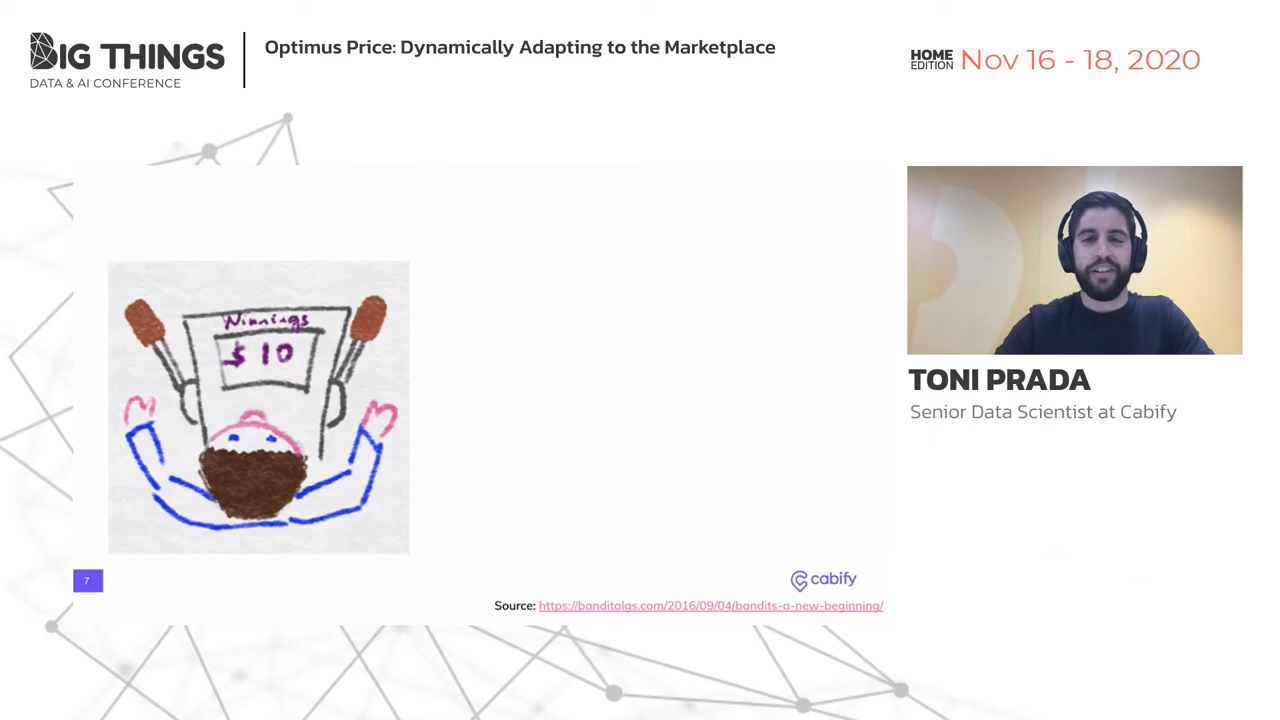 BIG THINGS
DATA & AI CONFERENCE
Optimus Price: Dynamically Adapting to the Marketplace
HOME
EDITION
Nov 16 - 18, 2020
Winnings
$ 10
TONI PRADA
Senior Data Scientist at Cabify
7
cabify
Source: https://banditalgs.com/2016/09/04/bandits-a-new-beginning/